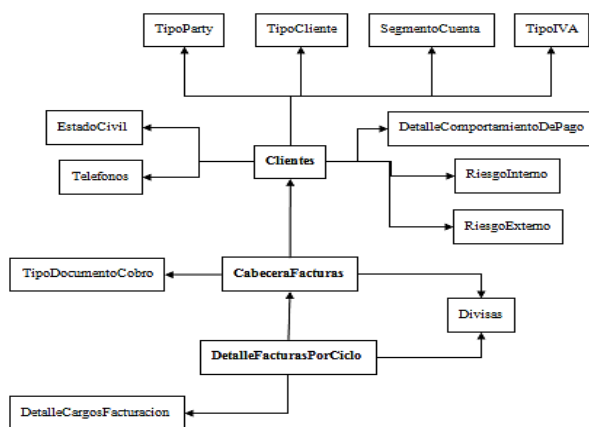 TipoParty
TipoCliente
SegmentoCuenta
TipoIVA
EstadoCivil
DetalleComportamientoDePago
Clientes
Telefonos
RiesgoInterno
RiesgoExterno
TipoDocumentoCobro
CabeceraFacturas
Divisas
DetalleFacturasPorCiclo
DetalleCargosFacturacion